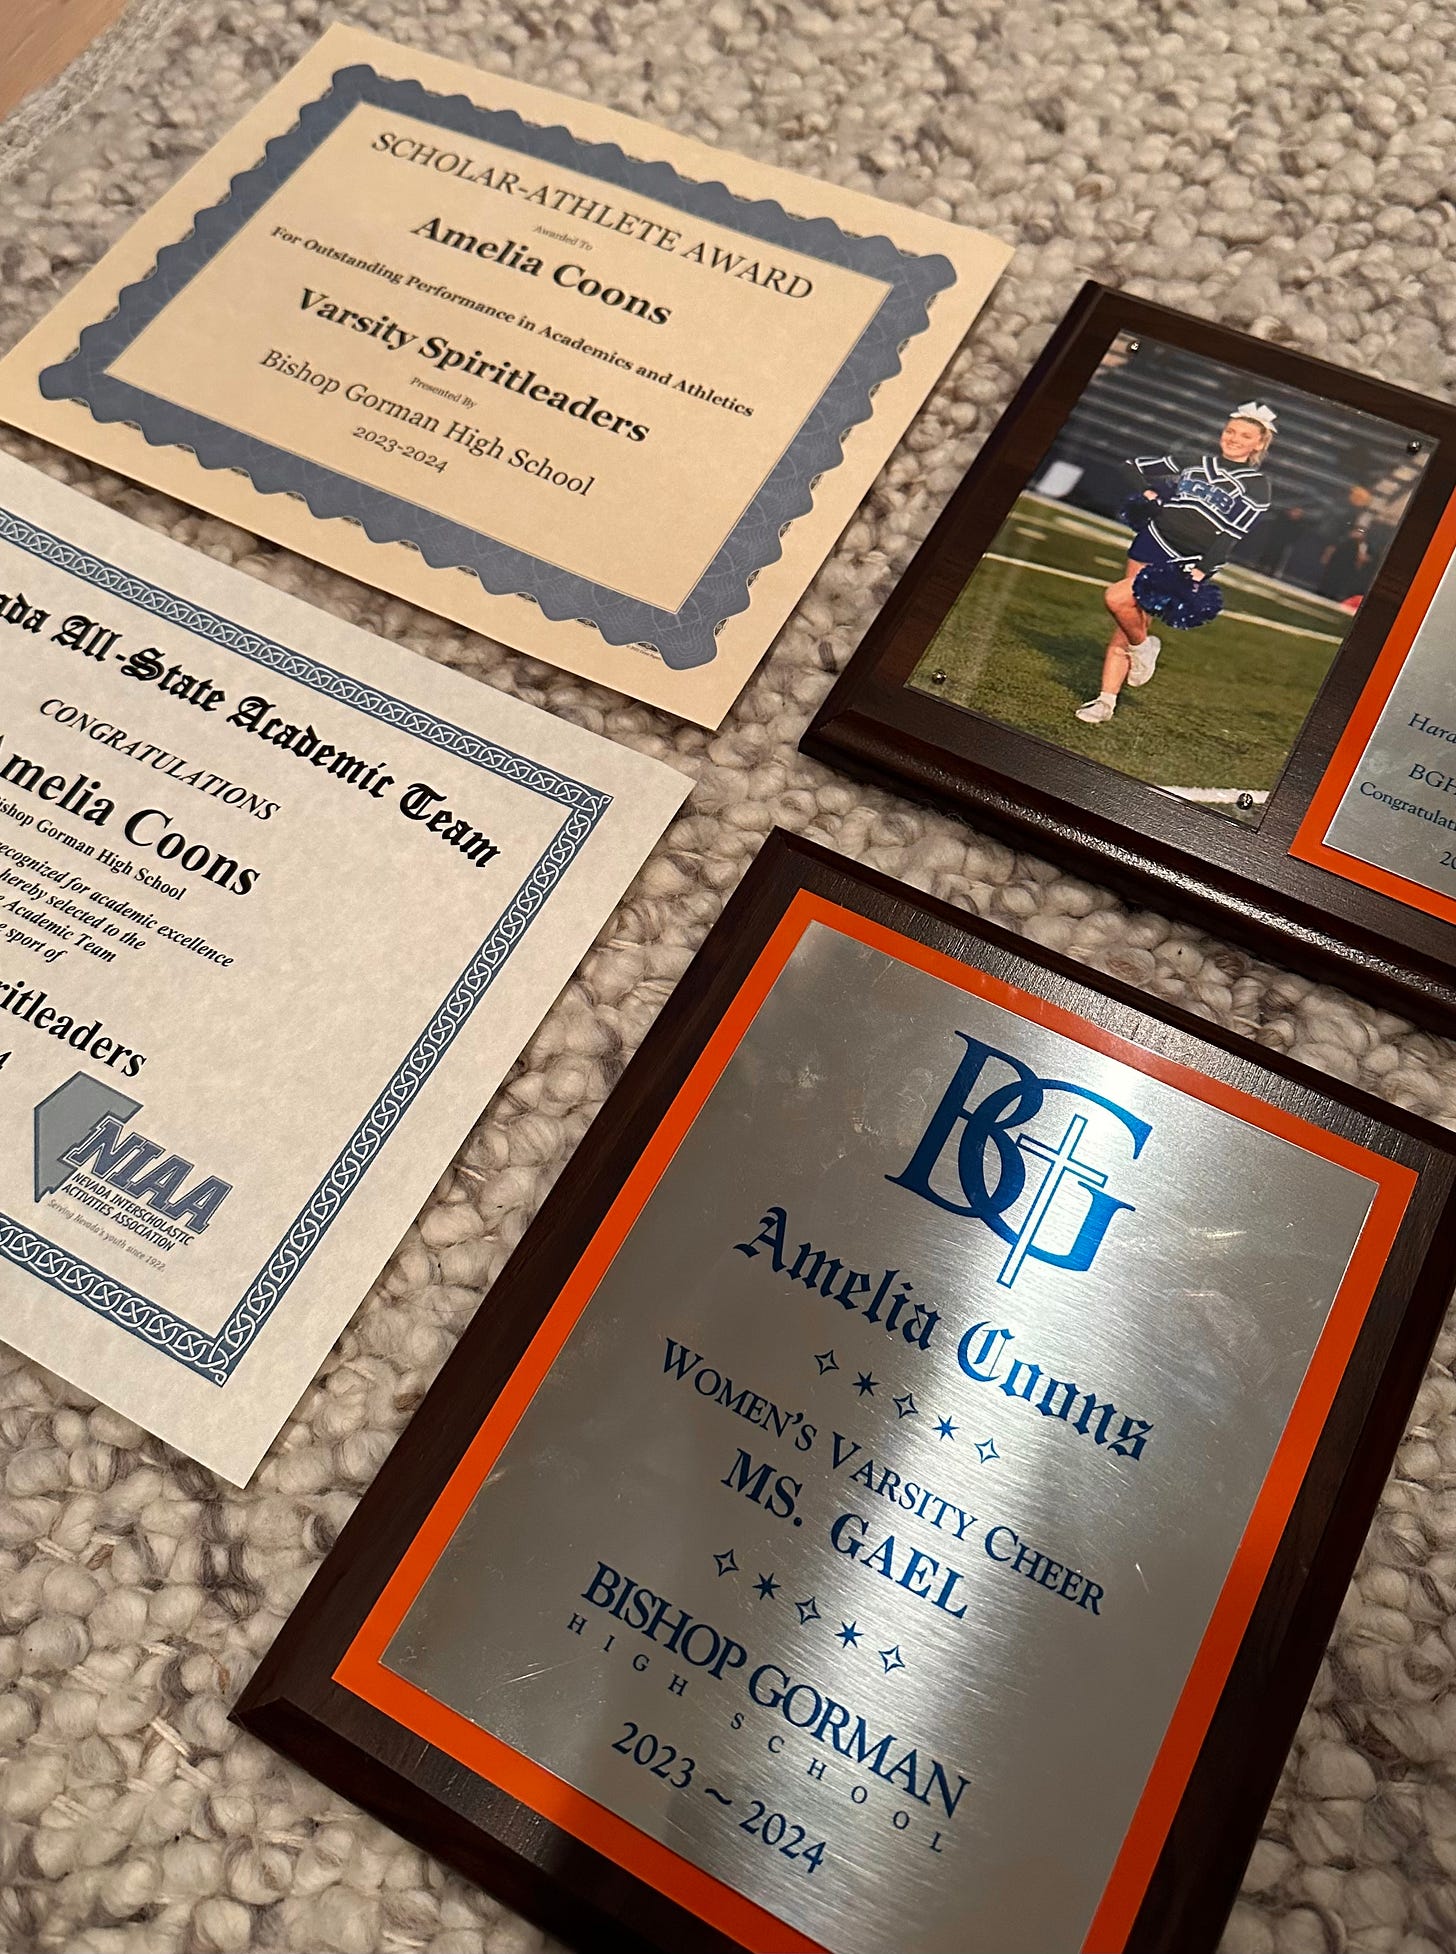 SCHOLAR-ATHLETE AWARD
Awarded To
Amelia Coons
For Outstanding Performance in Academics and Athletics
Varsity Spiritleaders
Presented By
Bishop Gorman High School
2023-2024
All-State Academic Team
CONGRATULATIONS
Amelia Coons
Bishop Gorman High School
recognized for academic excellence
hereby selected to the
Academic Team
sport of
NIAA
NEVADA INTERSCHOLASTIC
ACTIVITIES ASSOCIATION
Serving Nevada's youth since 1922.
BGHS
BG
Amelia Coons
WOMEN'S VARSITY CHEER
MS. GAEL
BISHOP GORMAN
HIGH SCHOOL
2023 ~ 2024